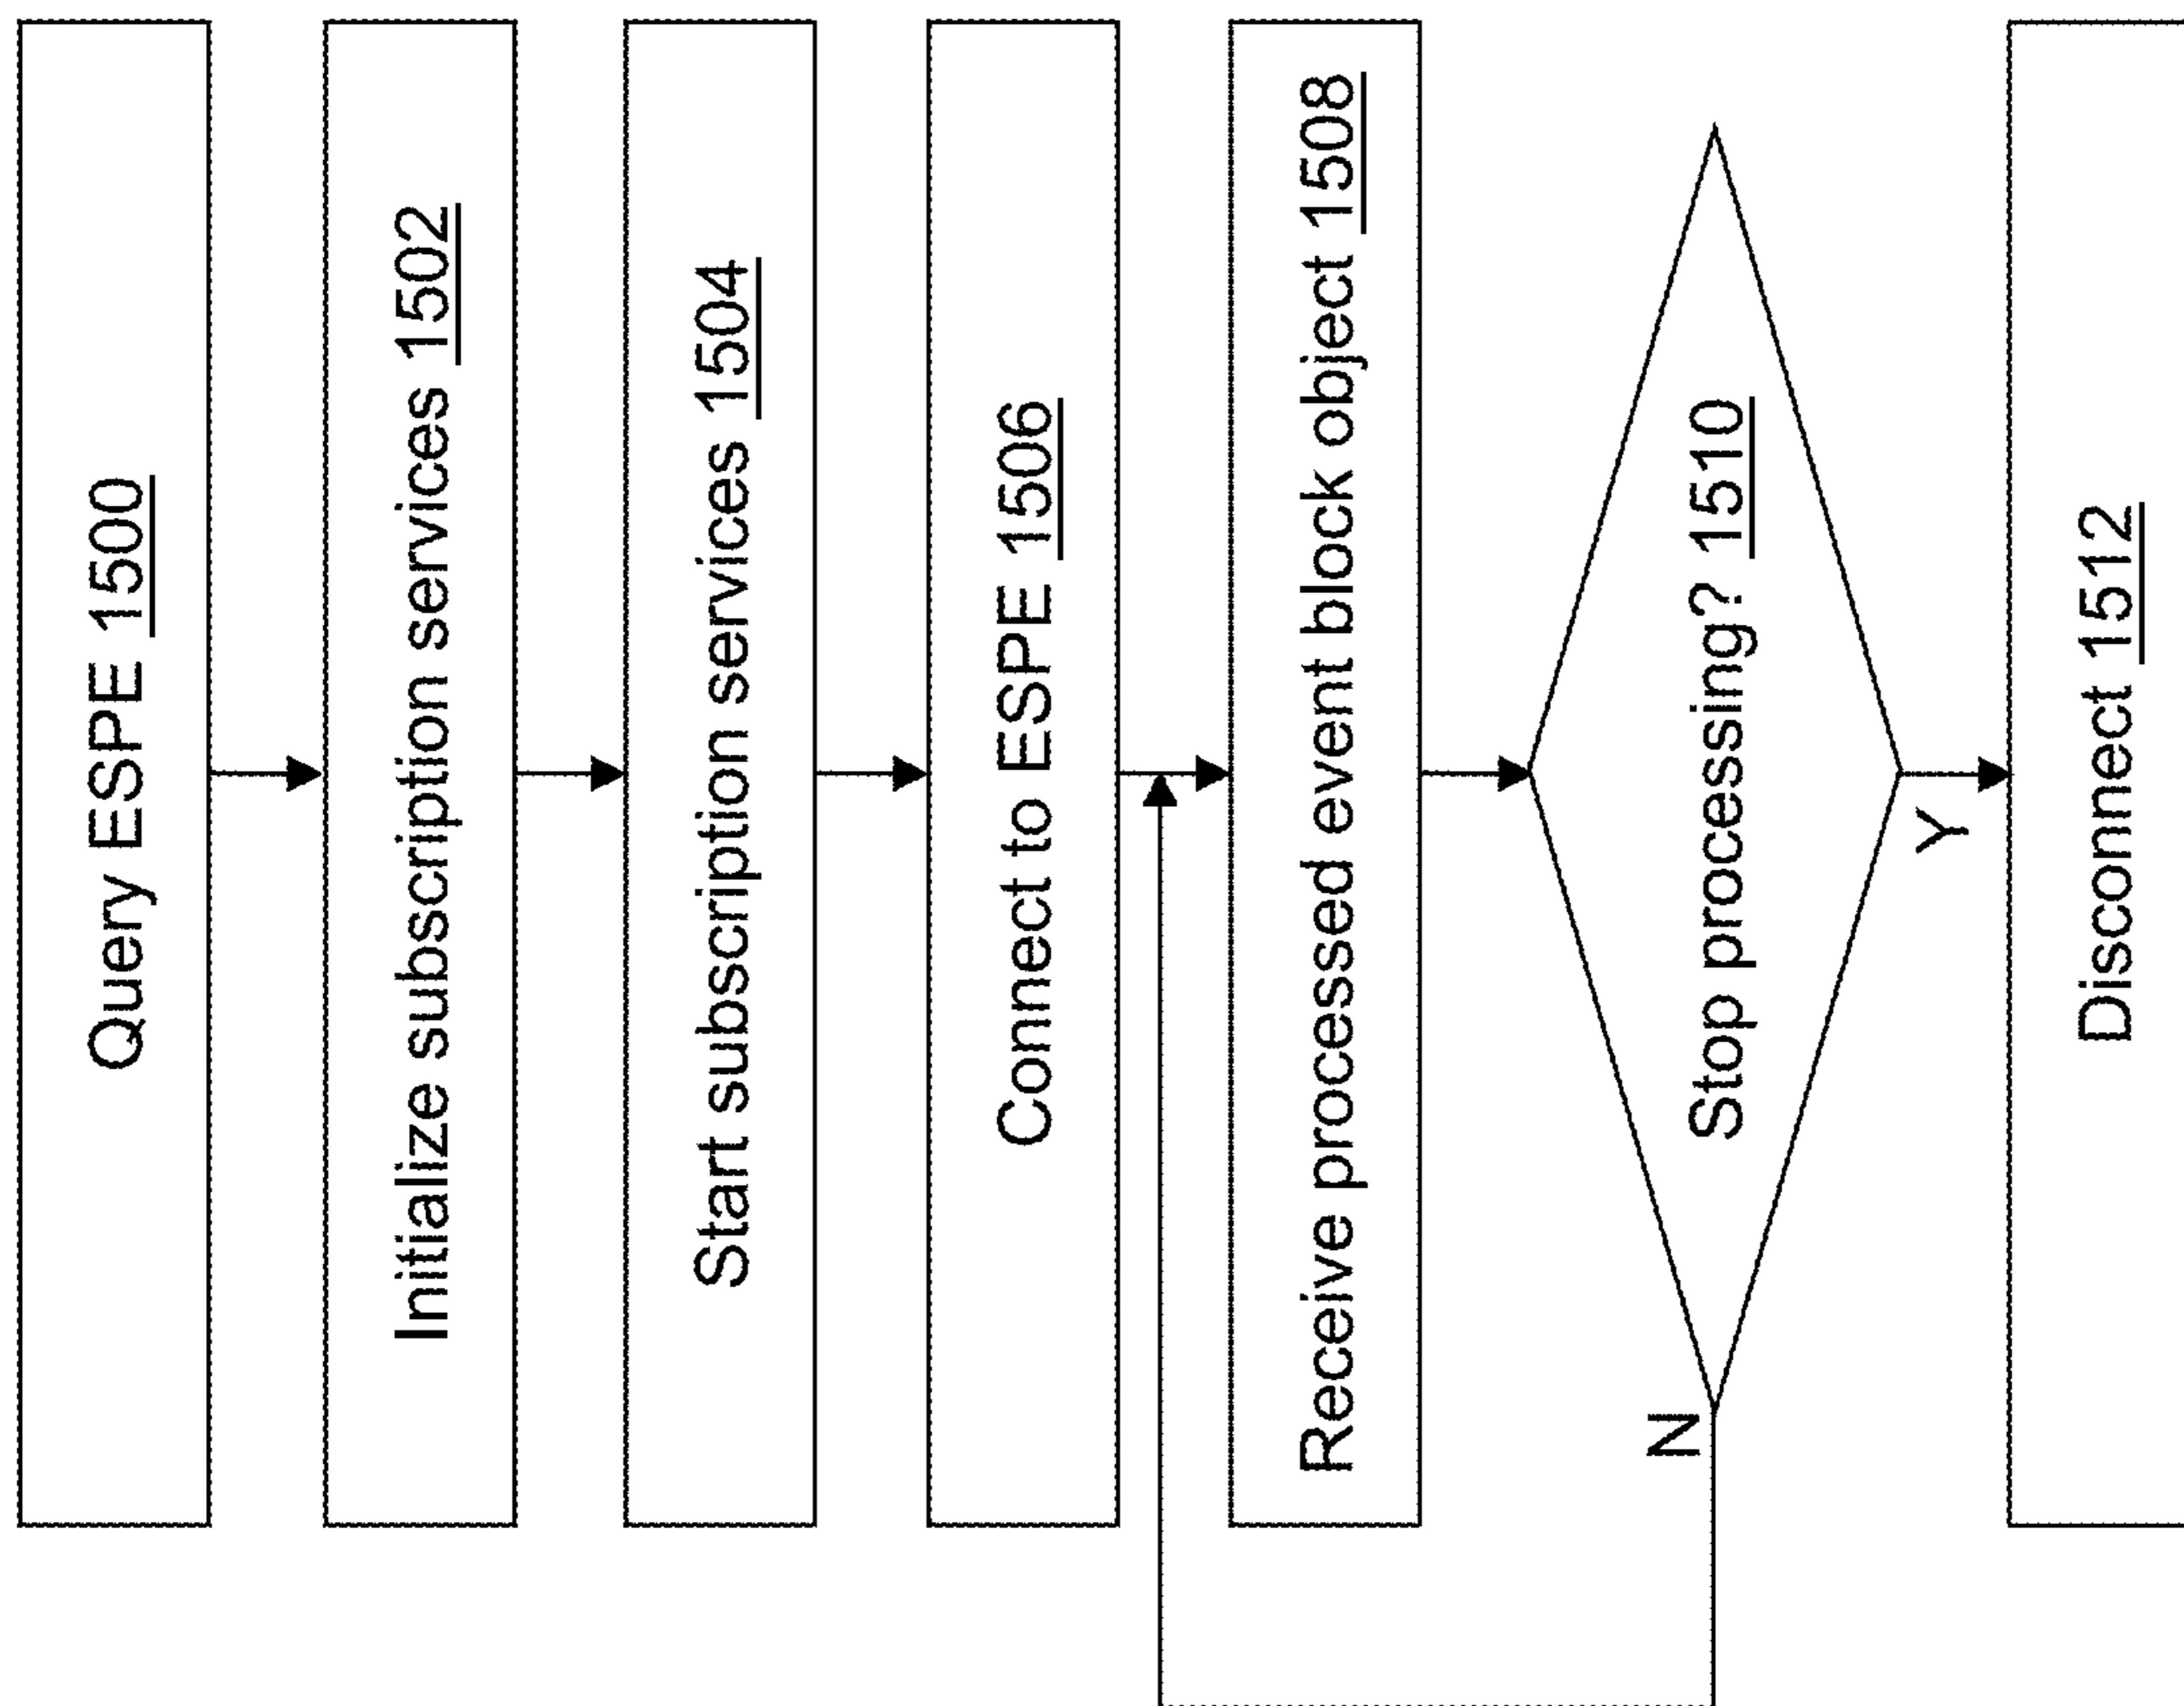 Query ESPE 1500
Initialize subscription services 1502
Start subscription services 1504
Connect to ESPE 1506
Receive processed event block object 1508
Stop processing? 1510
N
Y
Disconnect 1512